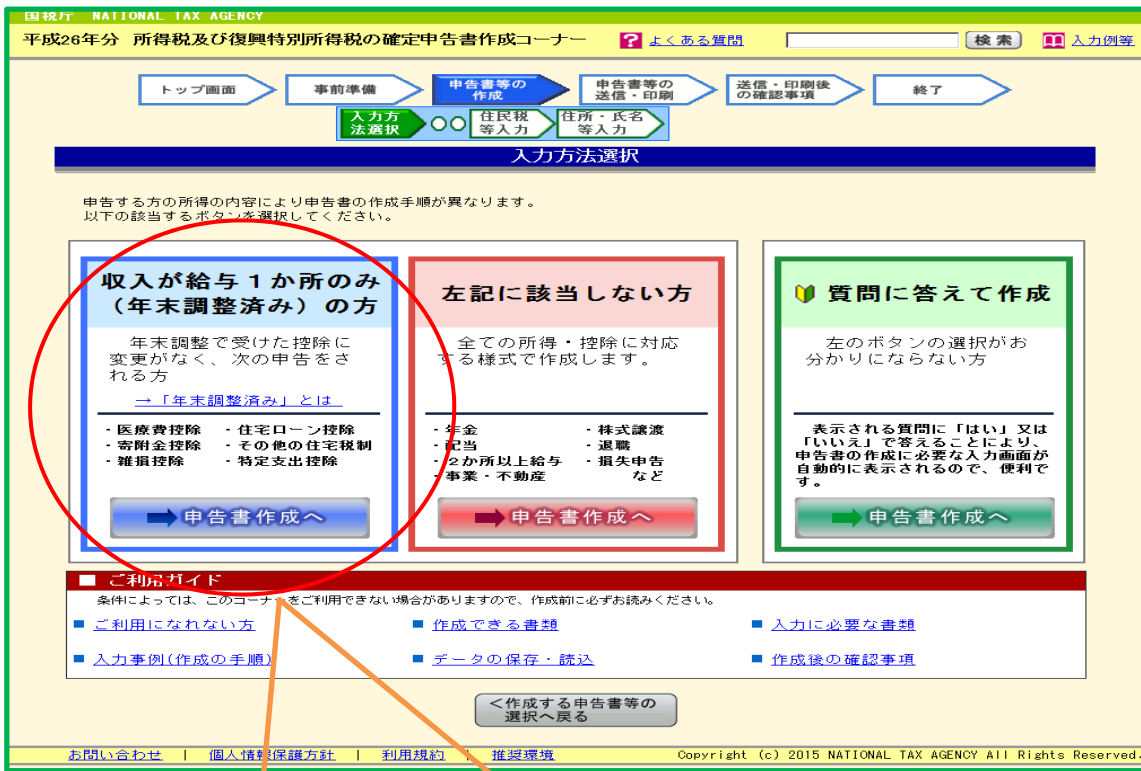 国税庁 NATIONAL TAX AGENCY
平成26年分 所得税及び復興特別所得税の確定申告書作成コーナー ? よくある質問 検索 入力例等
トップ画面 事前準備 申告書等の作成 申告書等の送信・印刷 送信・印刷後の確認事項 終了
入力方法選択 ○○ 住民税等入力 住所・氏名等入力
入力方法選択
申告する方の所得の内容により申告書の作成手順が異なります。
以下の該当するボタンを選択してください。
収入が給与1か所のみ
(年末調整済み)の方
年末調整で受けた控除に
変更がなく、次の申告をさ
れる方
→「年末調整済み」とは
・医療費控除 ・住宅ローン控除
・寄附金控除 ・その他の住宅税制
・雑損控除 ・特定支出控除
申告書作成へ
左記に該当しない方
全ての所得・控除に対応
する様式で作成します。
・年金 ・株式譲渡
・配当 ・退職
・2か所以上給与 ・損失申告
・事業・不動産 など
申告書作成へ
質問に答えて作成
左のボタンの選択がお
分かりにならない方
表示される質問に「はい」又は
「いいえ」で答えることにより、
申告書の作成に必要な入力画面が
自動的に表示されるので、便利で
す。
申告書作成へ
■ ご利用ガイド
条件によっては、このコーナーをご利用できない場合がありますので、作成前に必ずお読みください。
ご利用になれない方 作成できる書類 入力に必要な書類
入力事例(作成の手順) データの保存・読込 作成後の確認事項
<作成する申告書等の
選択へ戻る
お問い合わせ | 個人情報保護方針 | 利用規約 | 推奨環境 Copyright (c) 2015 NATIONAL TAX AGENCY All Rights Reserved.